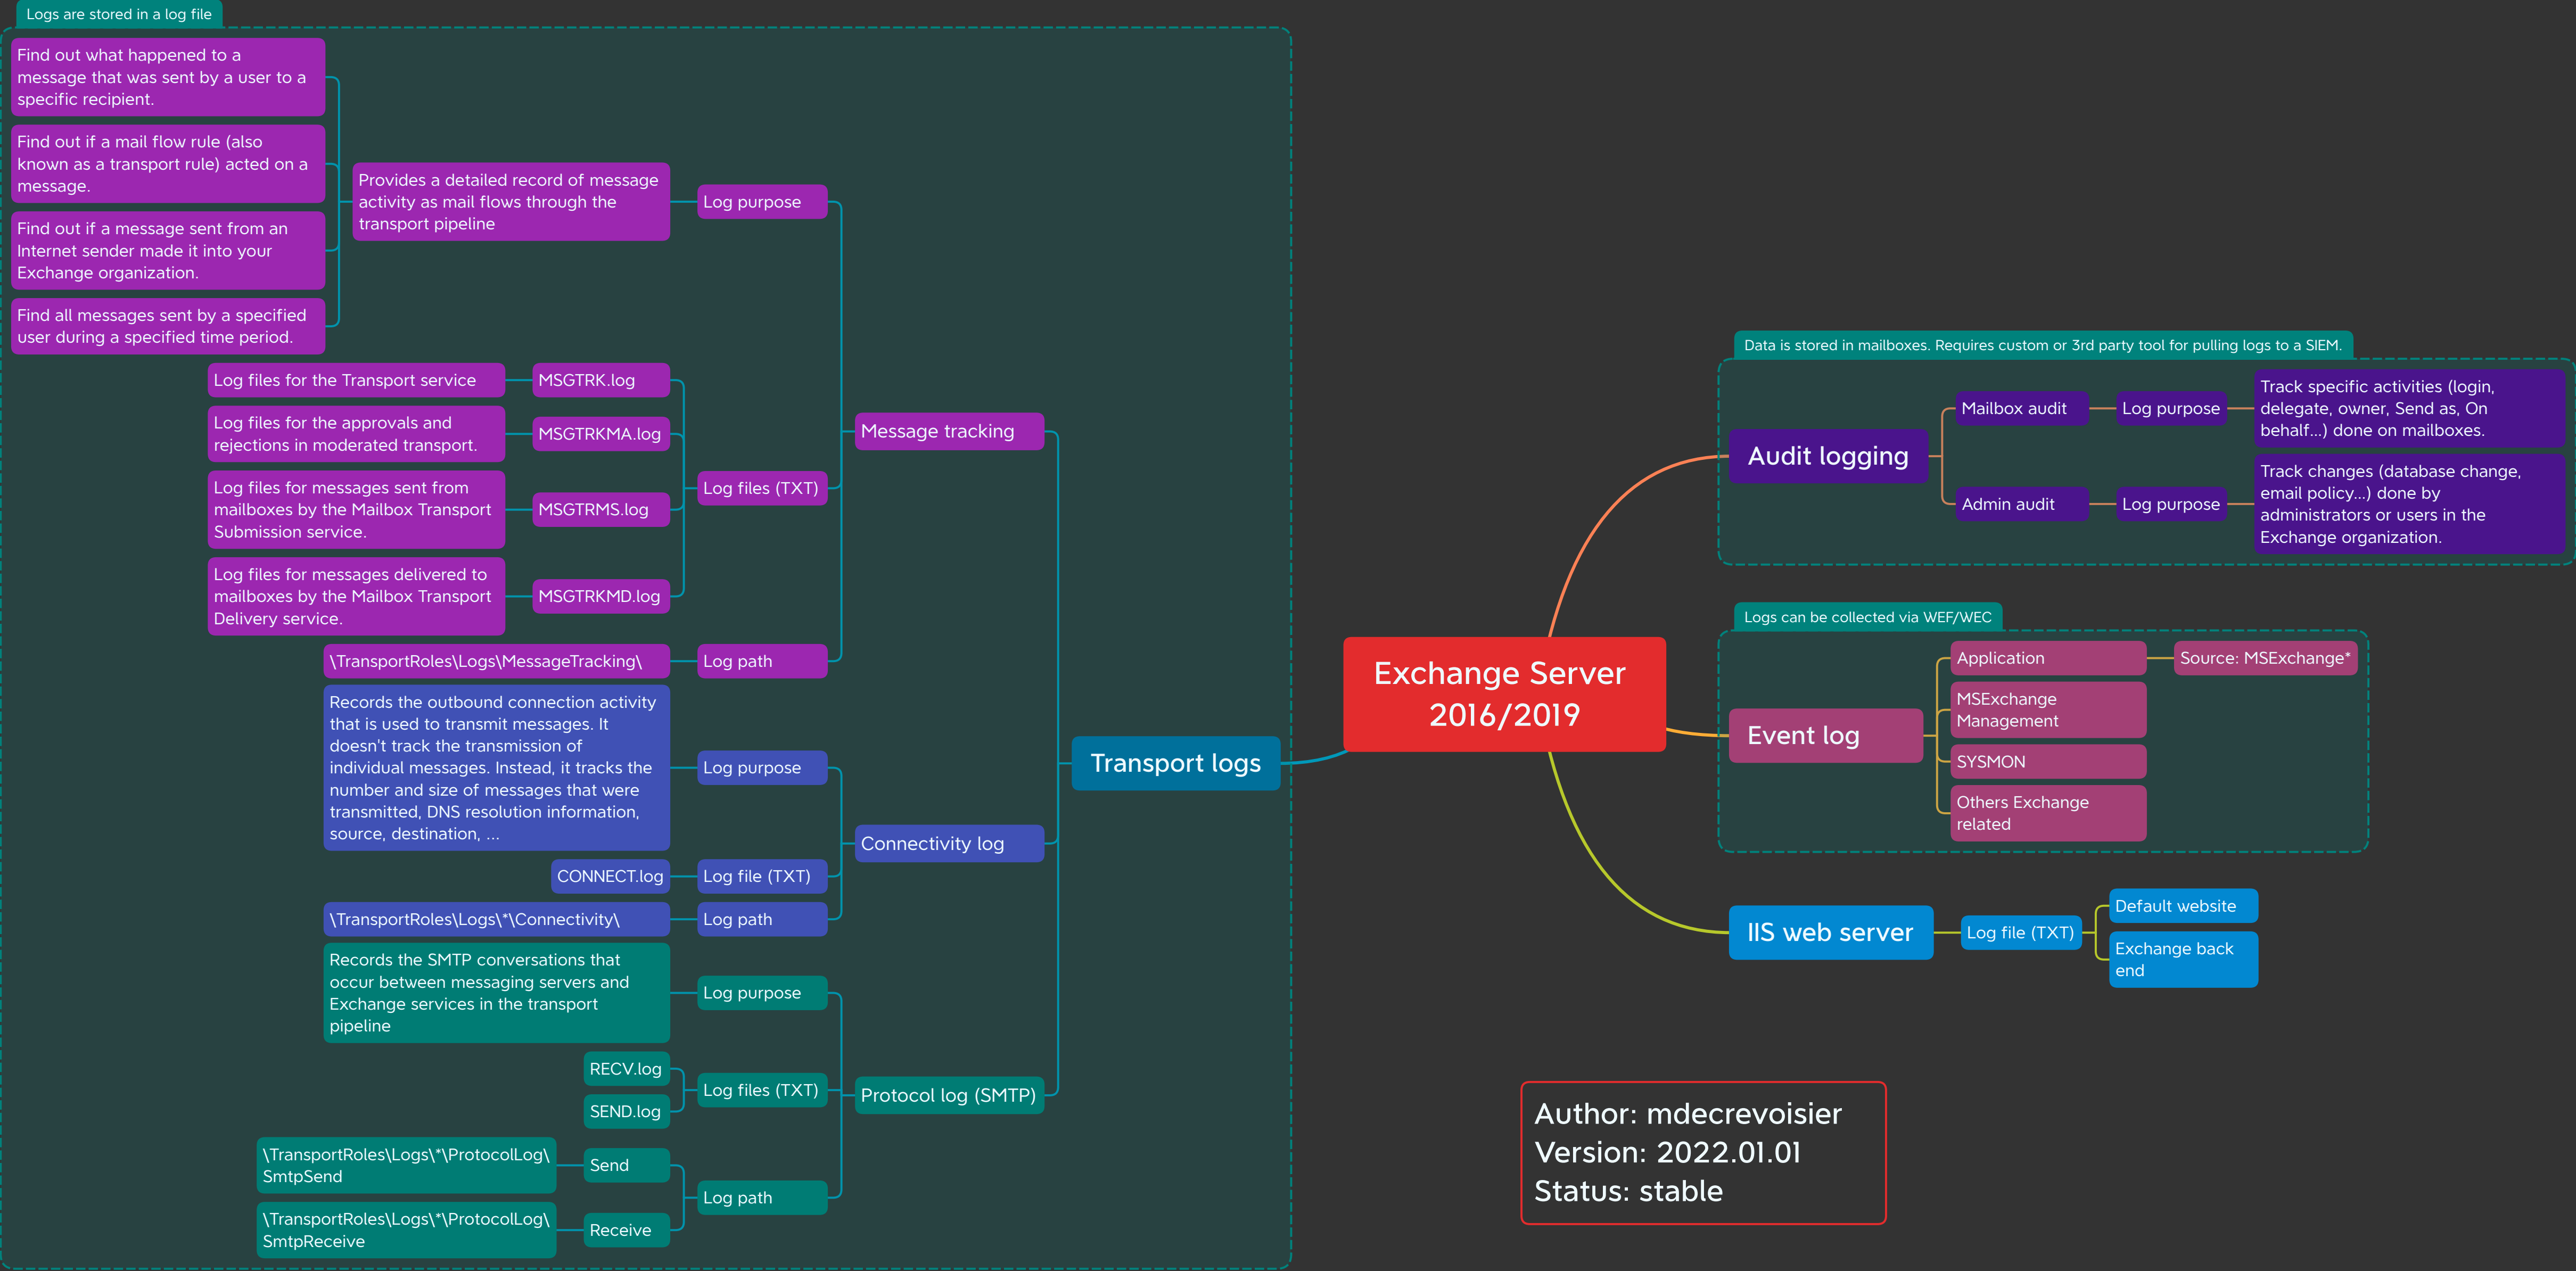 Logs are stored in a log file
Find out what happened to a
message that was sent by a user to a
specific recipient.
Find out if a mail flow rule (also
known as a transport rule) acted on a
message.
Find out if a message sent from an
Internet sender made it into your
Exchange organization.
Find all messages sent by a specified
user during a specified time period.
Provides a detailed record of message
activity as mail flows through the
transport pipeline
Log purpose
Log files for the Transport service
MSGTRK.log
Log files for the approvals and
rejections in moderated transport.
MSGTRKMA.log
Log files for messages sent from
mailboxes by the Mailbox Transport
Submission service.
MSGTRMS.log
Log files for messages delivered to
mailboxes by the Mailbox Transport
Delivery service.
MSGTRKMD.log
Log files (TXT)
\TransportRoles\Logs\MessageTracking\
Log path
Message tracking
Records the outbound connection activity
that is used to transmit messages. It
doesn't track the transmission of
individual messages. Instead, it tracks the
number and size of messages that were
transmitted, DNS resolution information,
source, destination, ...
Log purpose
CONNECT.log
Log file (TXT)
\TransportRoles\Logs\*\Connectivity\
Log path
Connectivity log
Records the SMTP conversations that
occur between messaging servers and
Exchange services in the transport
pipeline
Log purpose
RECV.log
SEND.log
Log files (TXT)
\TransportRoles\Logs\*\ProtocolLog\
SmtpSend
Send
\TransportRoles\Logs\*\ProtocolLog\
SmtpReceive
Receive
Log path
Protocol log (SMTP)
Transport logs
Exchange Server
2016/2019
Data is stored in mailboxes. Requires custom or 3rd party tool for pulling logs to a SIEM.
Audit logging
Mailbox audit
Log purpose
Track specific activities (login,
delegate, owner, Send as, On
behalf...) done on mailboxes.
Admin audit
Log purpose
Track changes (database change,
email policy...) done by
administrators or users in the
Exchange organization.
Logs can be collected via WEF/WEC
Event log
Application
Source: MSExchange*
MSExchange
Management
SYSMON
Others Exchange
related
IIS web server
Log file (TXT)
Default website
Exchange back
end
Author: mdecrevoisier
Version: 2022.01.01
Status: stable